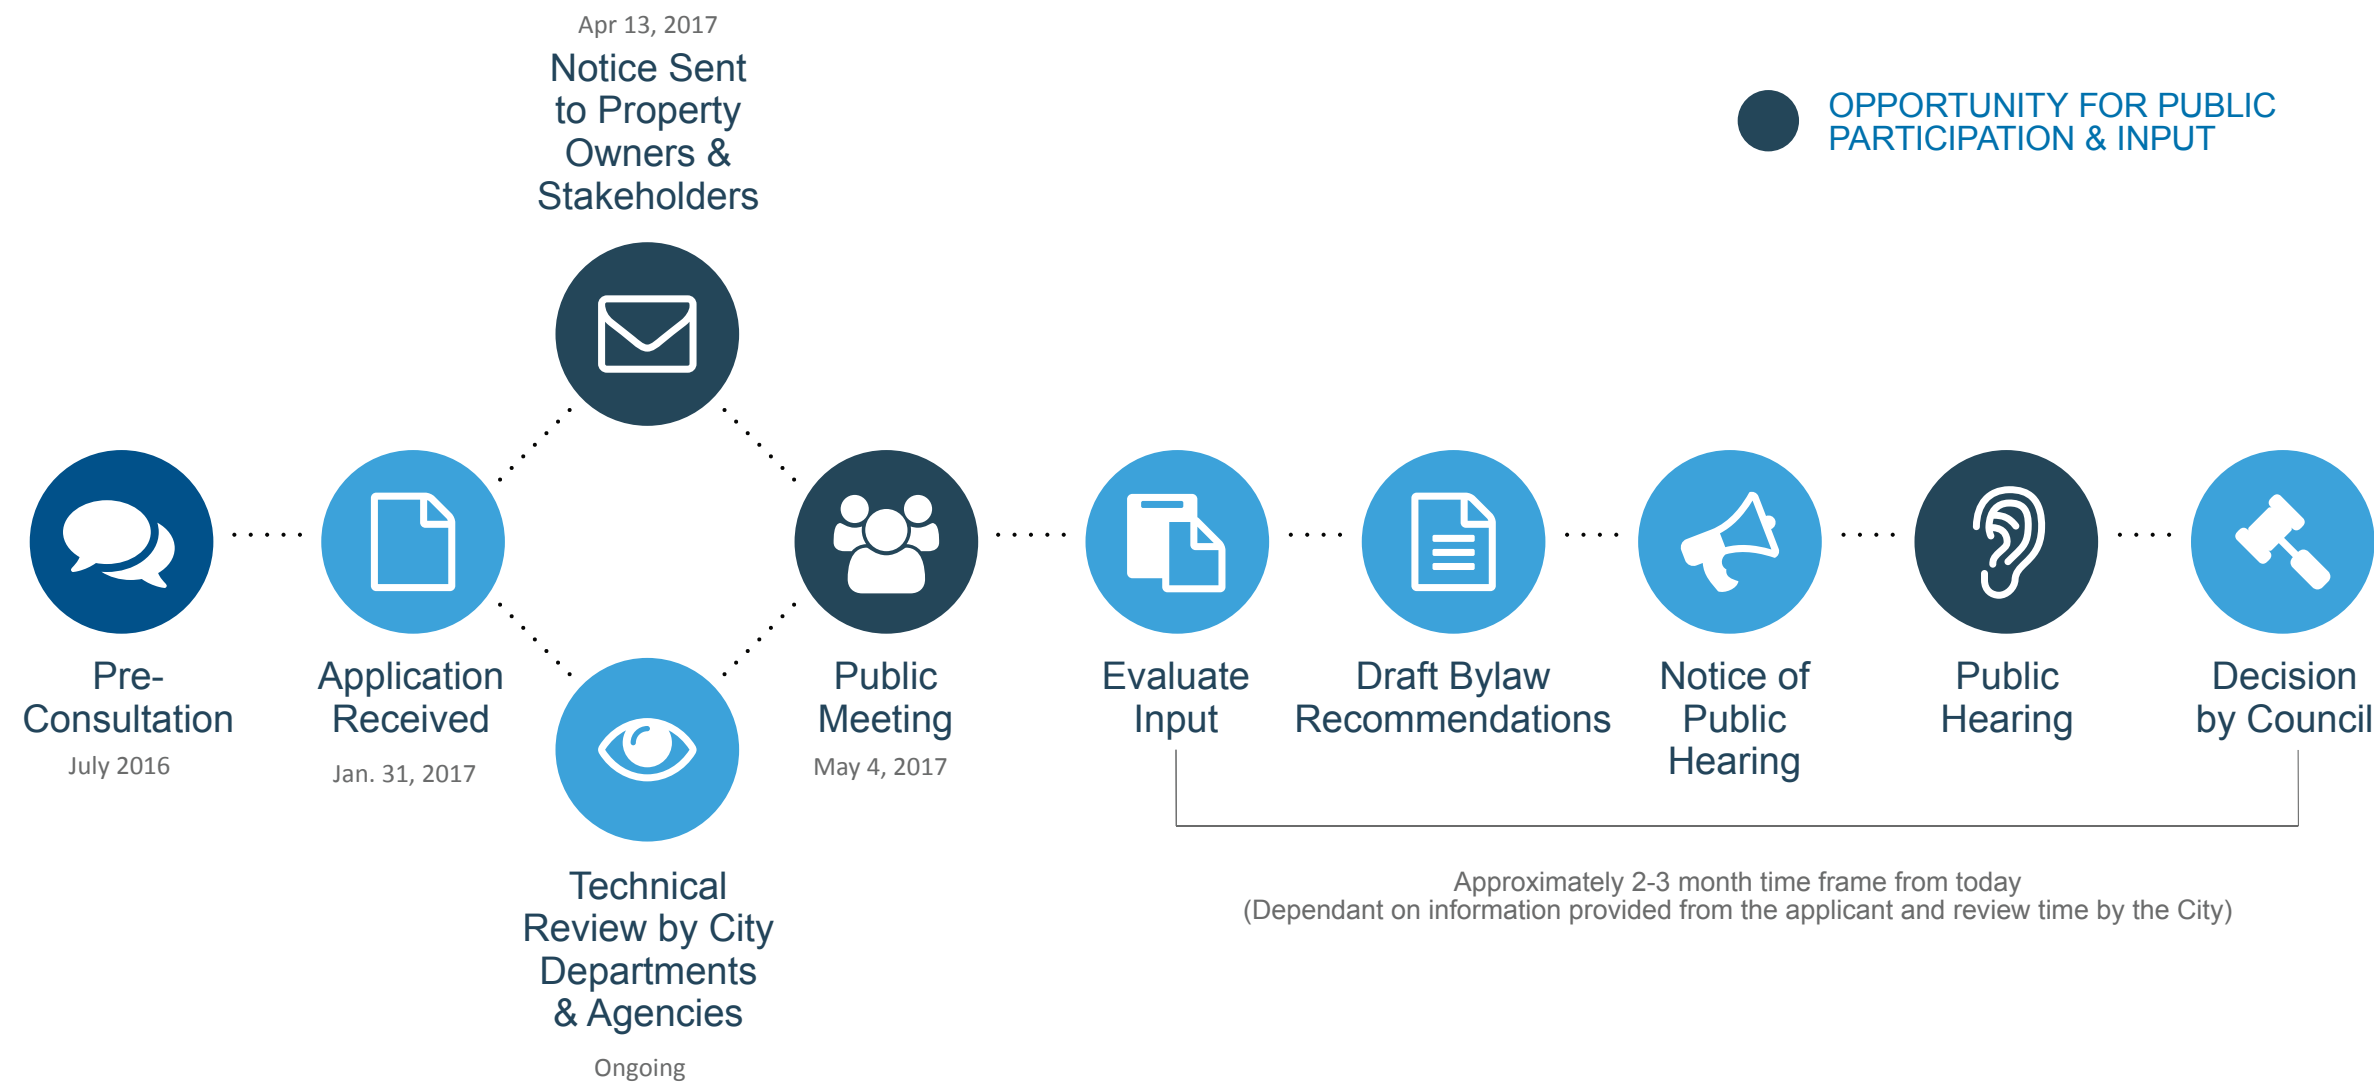 Apr 13, 2017
Notice Sent
to Property
Owners &
Stakeholders
OPPORTUNITY FOR PUBLIC
PARTICIPATION & INPUT
Pre-
Consultation
July 2016
Application
Received
Jan. 31, 2017
Technical
Review by City
Departments
& Agencies
Ongoing
Public
Meeting
May 4, 2017
Evaluate
Input
Draft Bylaw
Recommendations
Notice of
Public
Hearing
Public
Hearing
Decision
by Council
Approximately 2-3 month time frame from today
(Dependant on information provided from the applicant and review time by the City)